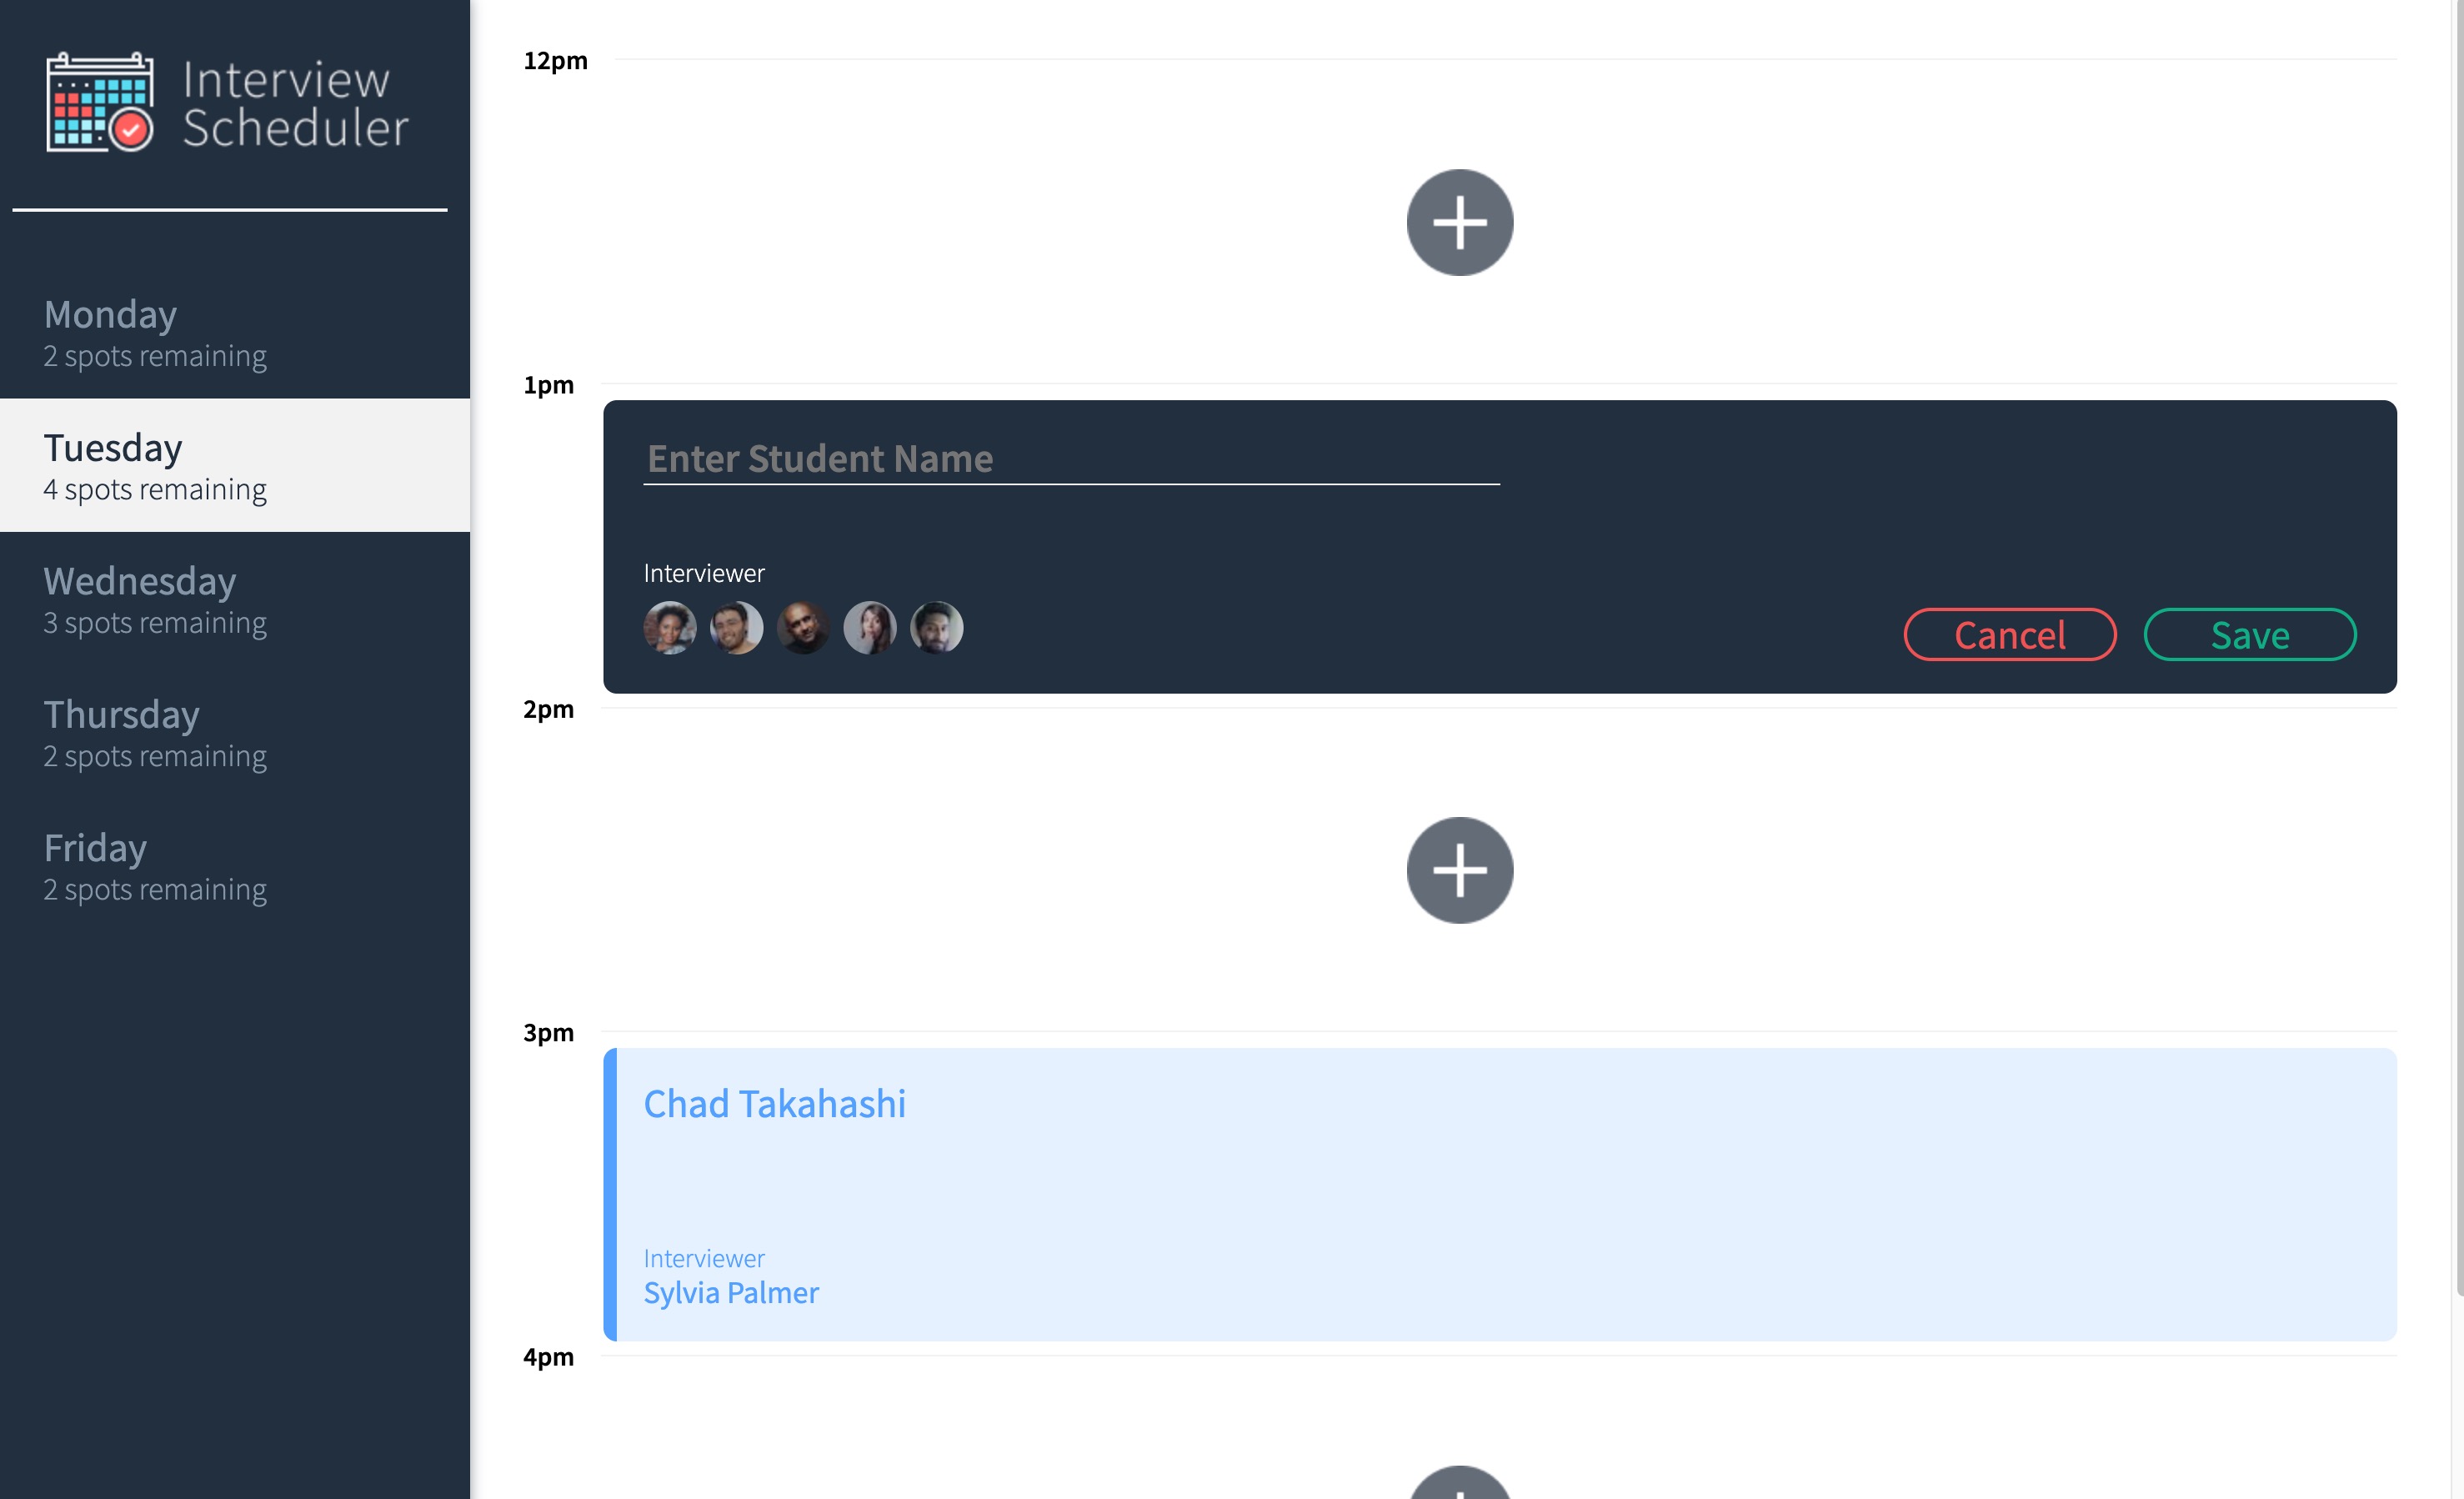 Interview
Scheduler
Monday
2 spots remaining
Tuesday
4 spots remaining
Wednesday
3 spots remaining
Thursday
2 spots remaining
Friday
2 spots remaining
12pm
1pm
Enter Student Name
Interviewer
Cancel
Save
2pm
3pm
Chad Takahashi
Interviewer
Sylvia Palmer
4pm